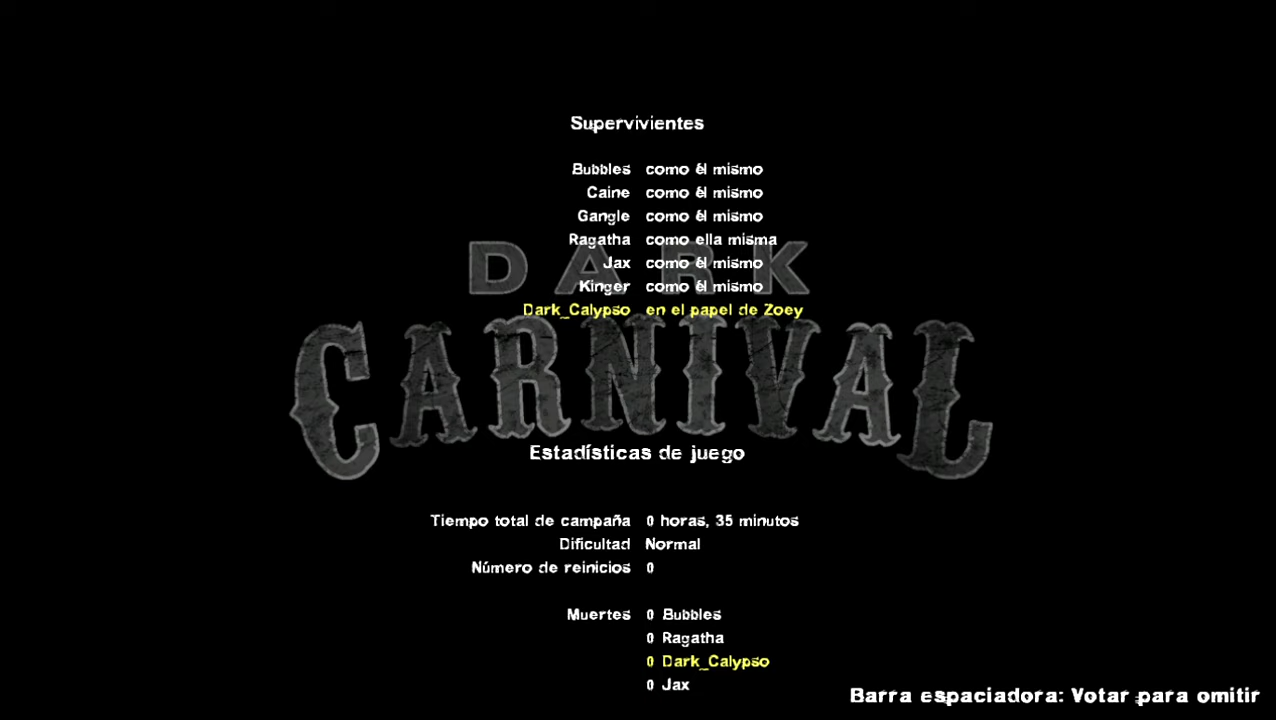 Supervivientes
Bubbles como él mismo
Caine como él mismo
Gangle como él mismo
Ragatha como ella misma
Jax como él mismo
Kinger como él mismo
Dark_Calypso en el papel de Zoey
DARK
CARNIVAL
Estadísticas de juego
Tiempo total de campaña 0 horas, 35 minutos
Dificultad Normal
Número de reinicios 0
Muertes 0 Bubbles
0 Ragatha
0 Dark_Calypso
0 Jax
Barra espaciadora: Votar para omitir